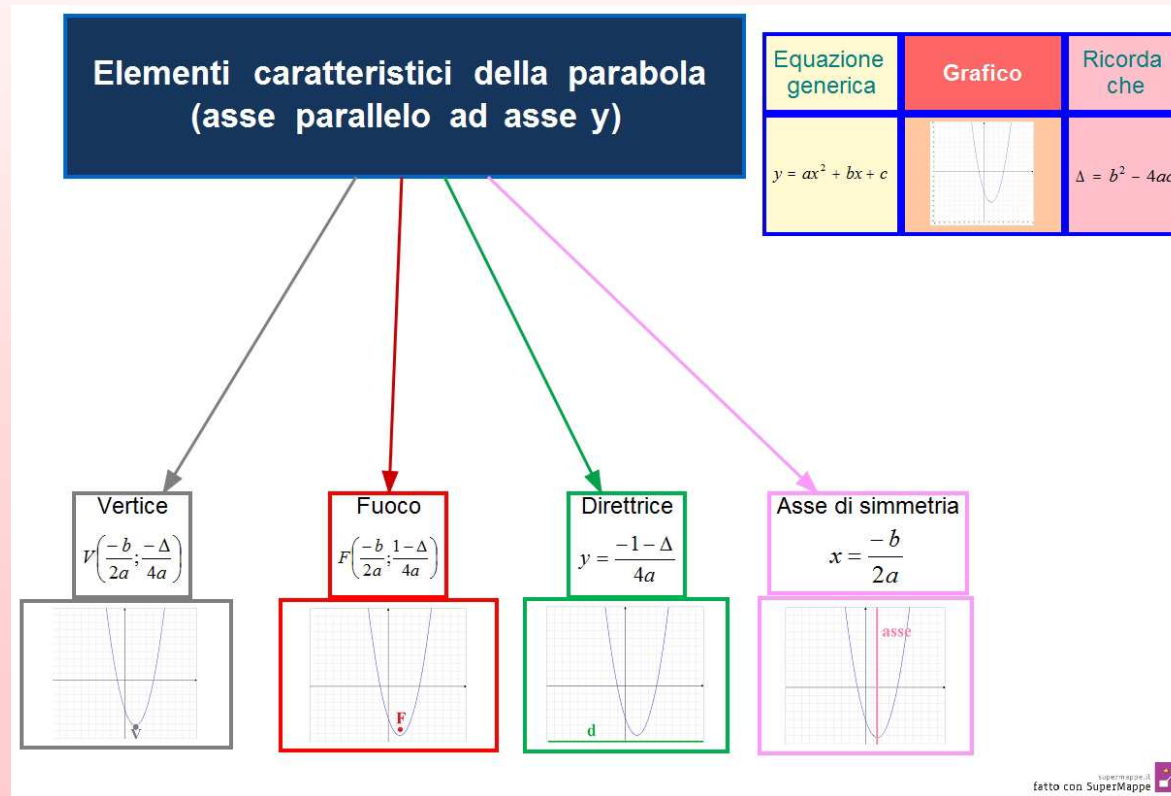 Elementi caratteristici della parabola
(asse parallelo ad asse y)
Equazione
generica
Grafico
Ricorda
che
y = ax² + bx + c
Δ = b² − 4ac
Vertice
V(−b/2a; −Δ/4a)
Fuoco
F(−b/2a; 1−Δ/4a)
Direttrice
y = −1−Δ/4a
Asse di simmetria
x = −b/2a
V
F
d
asse
supermappe.it
fatto con SuperMappe